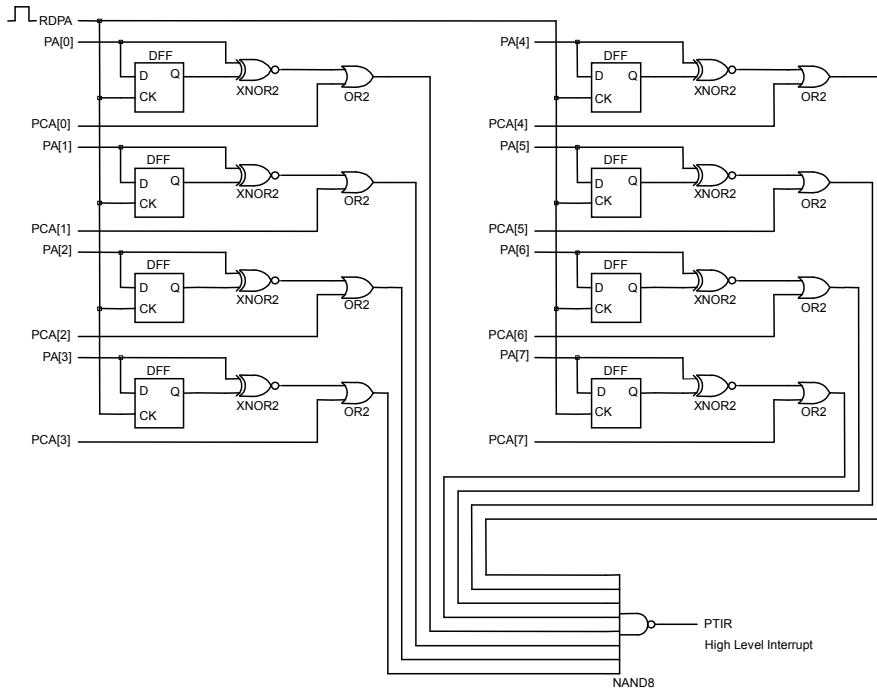 RDPA
PA[0]
DFF
D
Q
CK
XNOR2
OR2
PCA[0]
PA[1]
DFF
D
Q
CK
XNOR2
OR2
PCA[1]
PA[2]
DFF
D
Q
CK
XNOR2
OR2
PCA[2]
PA[3]
DFF
D
Q
CK
XNOR2
OR2
PCA[3]
PA[4]
DFF
D
Q
CK
XNOR2
OR2
PCA[4]
PA[5]
DFF
D
Q
CK
XNOR2
OR2
PCA[5]
PA[6]
DFF
D
Q
CK
XNOR2
OR2
PCA[6]
PA[7]
DFF
D
Q
CK
XNOR2
OR2
PCA[7]
PTIR
High Level Interrupt
NAND8